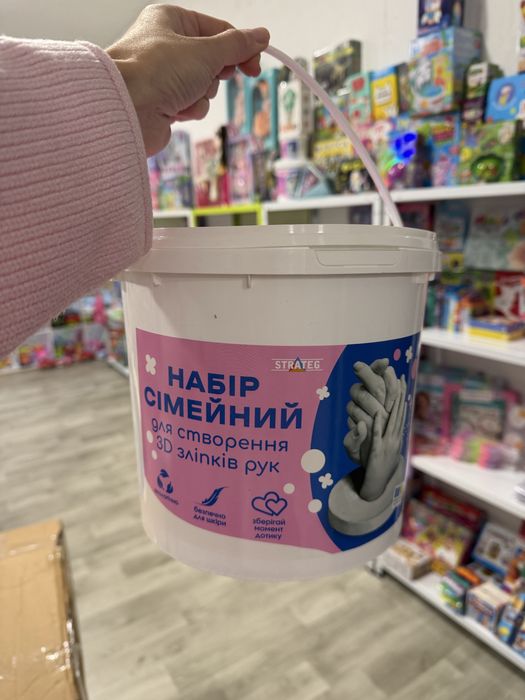 STRATEG
НАБІР
СІМЕЙНИЙ
для створення
3D зліпків рук
безпечно
для шкіри
зберігай
момент
дотику